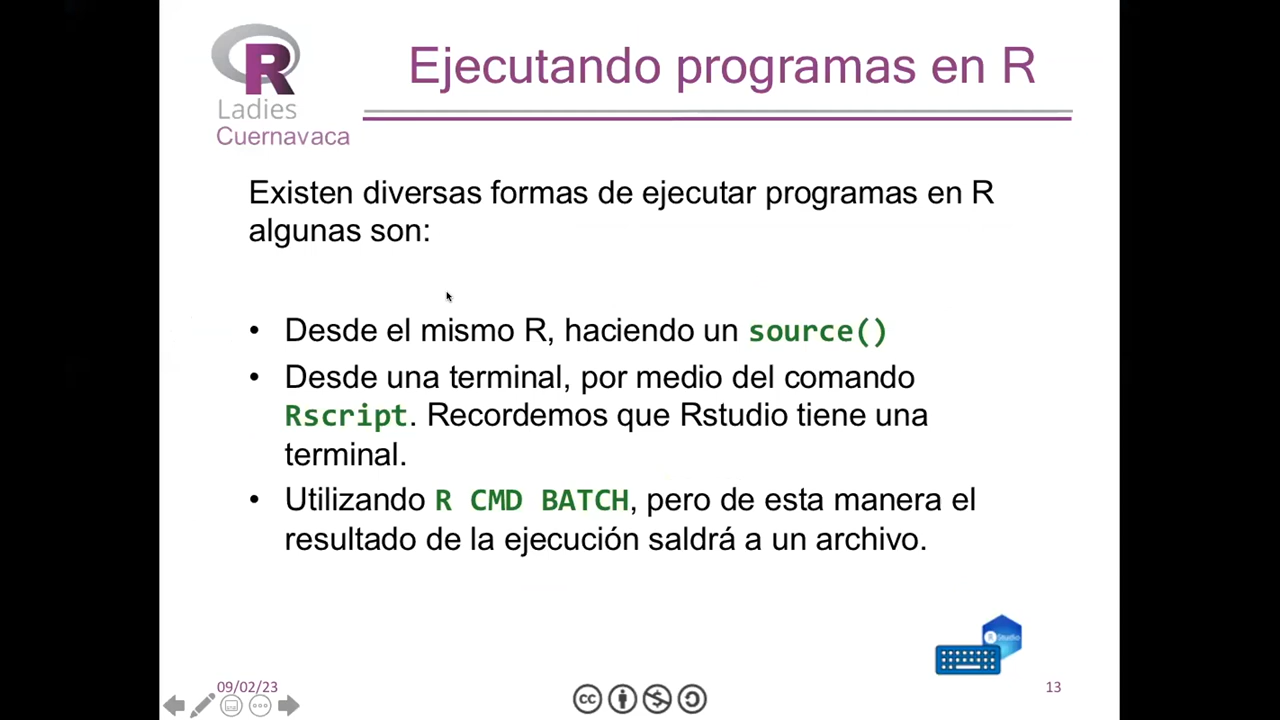 R
Ladies
Cuernavaca
Ejecutando programas en R
Existen diversas formas de ejecutar programas en R
algunas son:
• Desde el mismo R, haciendo un source()
• Desde una terminal, por medio del comando
Rscript. Recordemos que Rstudio tiene una
terminal.
• Utilizando R CMD BATCH, pero de esta manera el
resultado de la ejecución saldrá a un archivo.
R Studio
09/02/23
cc
13